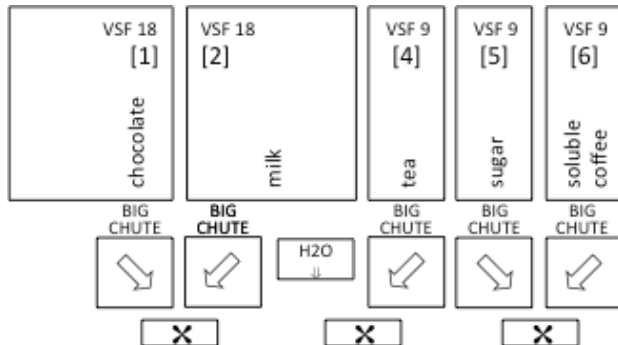 VSF 18
[1]
chocolate
VSF 18
[2]
milk
VSF 9
[4]
tea
VSF 9
[5]
sugar
VSF 9
[6]
soluble
coffee
BIG
CHUTE
BIG
CHUTE
H2O
BIG
CHUTE
BIG
CHUTE
BIG
CHUTE